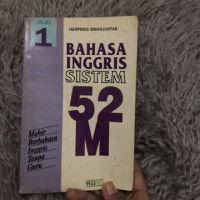 JILID
1
HERPINUS SIMANJUNTAK
BAHASA
INGGRIS
SISTEM
52
M
Mahir
Berbahasa
Inggris
Tanpa
Guru